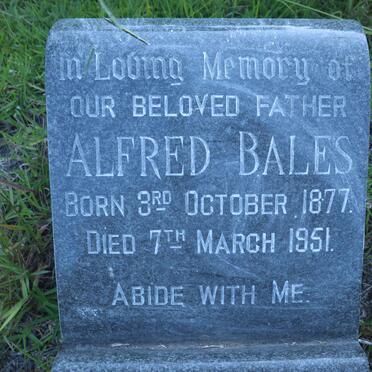 In Loving Memory of
OUR BELOVED FATHER
ALFRED BALES
BORN 3RD OCTOBER 1877.
DIED 7TH MARCH 1951.
ABIDE WITH ME.